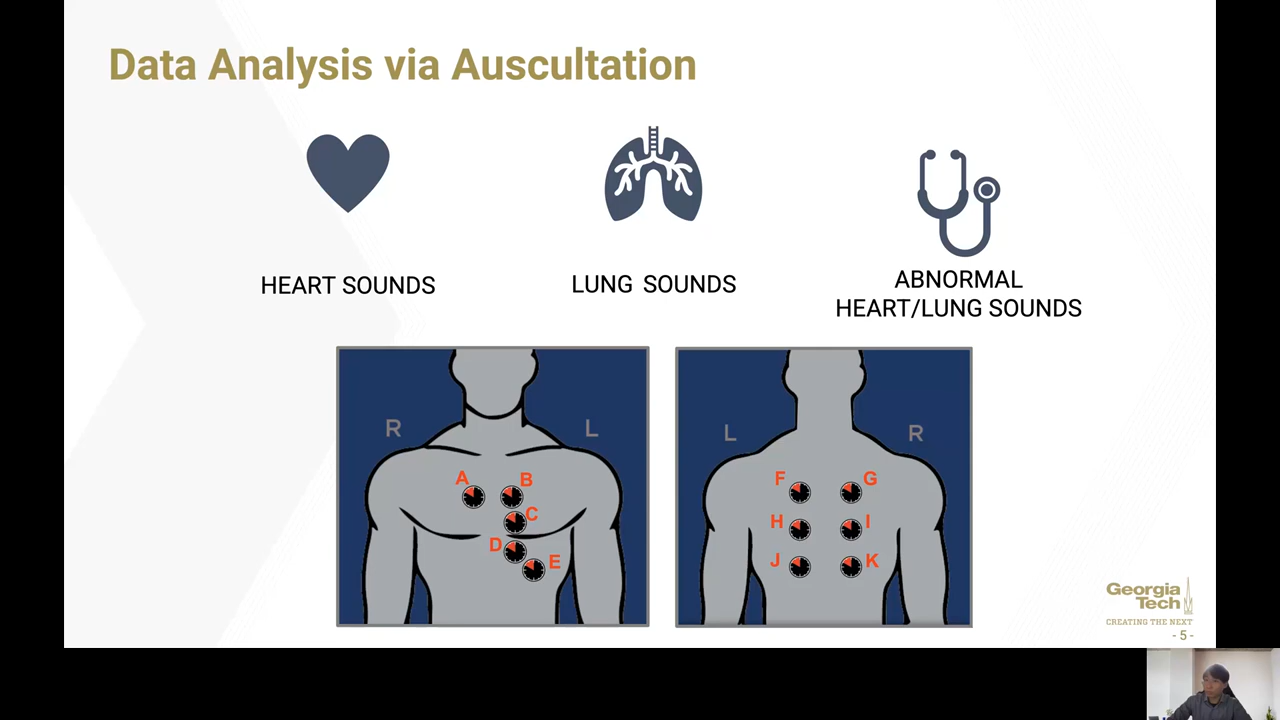 Data Analysis via Auscultation
HEART SOUNDS
LUNG SOUNDS
ABNORMAL
HEART/LUNG SOUNDS
R
L
A
B
C
D
E
L
R
F
G
H
I
J
K
Georgia
Tech
CREATING THE NEXT
- 5 -